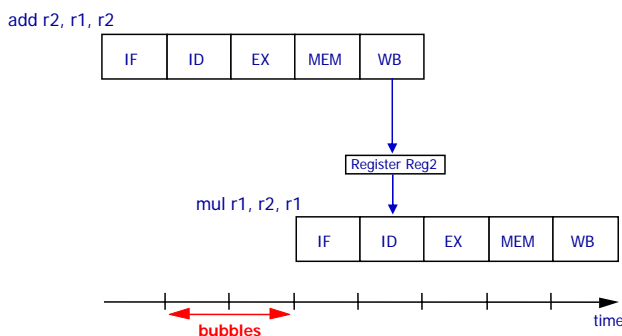 add r2, r1, r2
IF ID EX MEM WB
Register Reg2
mul r1, r2, r1
IF ID EX MEM WB
time
bubbles